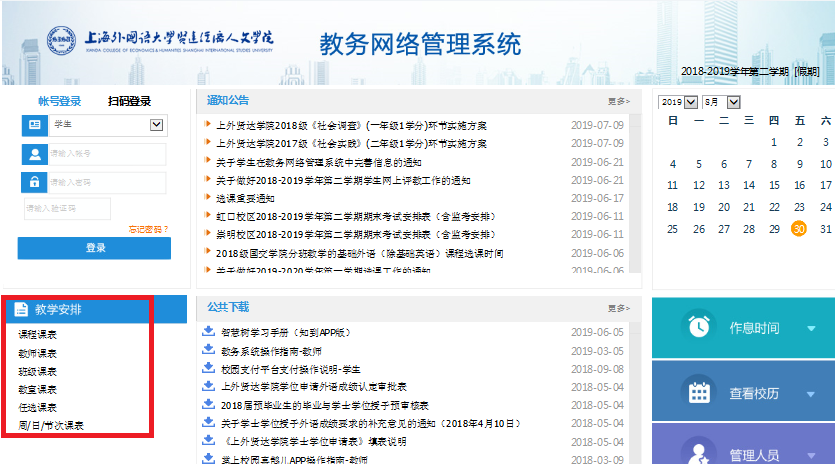 上海外国语大学贤达经济人文学院
XIANDA COLLEGE OF ECONOMICS & HUMANITIES SHANGHAI INTERNATIONAL STUDIES UNIVERSITY
教务网络管理系统
2018-2019学年第二学期 [假期]
帐号登录 扫码登录
学生
请输入帐号
请输入密码
请输入验证码
忘记密码？
登录
通知公告 更多>
上外贤达学院2018级《社会调查》(一年级1学分)环节实施方案 2019-07-09
上外贤达学院2017级《社会实践》(二年级1学分)环节实施方案 2019-07-09
关于学生在教务网络管理系统中完善信息的通知 2019-06-21
关于做好2018-2019学年第二学期学生网上评教工作的通知 2019-06-21
选课重要通知 2019-06-17
虹口校区2018-2019学年第二学期期末考试安排表（含监考安排） 2019-06-11
崇明校区2018-2019学年第二学期期末考试安排表（含监考安排） 2019-06-11
2018级国交学院分班教学的基础外语（除基础英语）课程选课时间 2019-06-06
关于做好2019-2020学年第一学期选课工作的通知 2019-06-06
2019 8月
日 一 二 三 四 五 六
1 2 3
4 5 6 7 8 9 10
11 12 13 14 15 16 17
18 19 20 21 22 23 24
25 26 27 28 29 30 31
教学安排
课程课表
教师课表
班级课表
教室课表
任选课表
周/日/节次课表
公共下载 更多>
智慧树学习手册（知到APP版） 2019-06-05
教务系统操作指南-教师 2019-03-05
校园支付平台支付操作说明-学生 2018-09-08
上外贤达学院学位申请外语成绩认定审批表 2018-05-04
2018届预毕业生的毕业与学士学位授予预审核表 2018-05-04
关于学士学位授予外语成绩要求的补充意见的通知（2018年4月10日） 2018-05-04
《上外贤达学院学士学位申请表》填表说明 2018-05-04
掌上校园喜鹊儿APP操作指南-教师 2018-03-09
作息时间
查看校历
管理人员